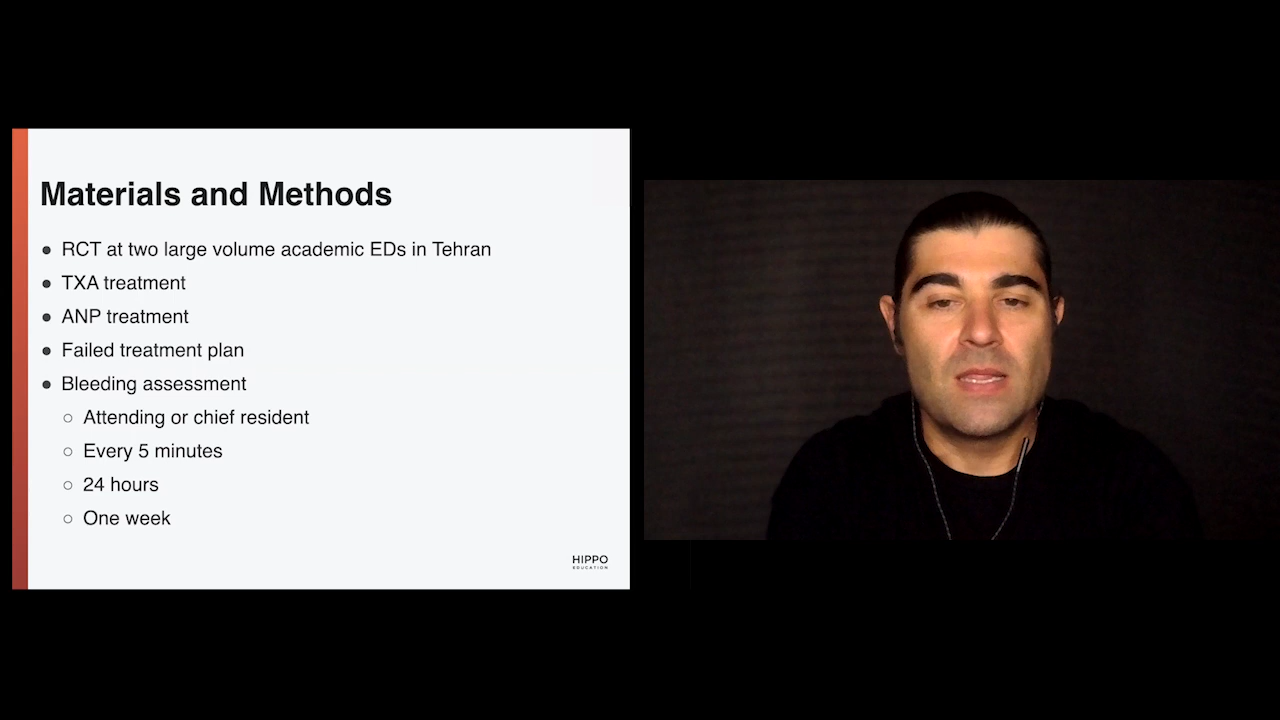 Materials and Methods
● RCT at two large volume academic EDs in Tehran
● TXA treatment
● ANP treatment
● Failed treatment plan
● Bleeding assessment
○ Attending or chief resident
○ Every 5 minutes
○ 24 hours
○ One week
HIPPO
EDUCATION